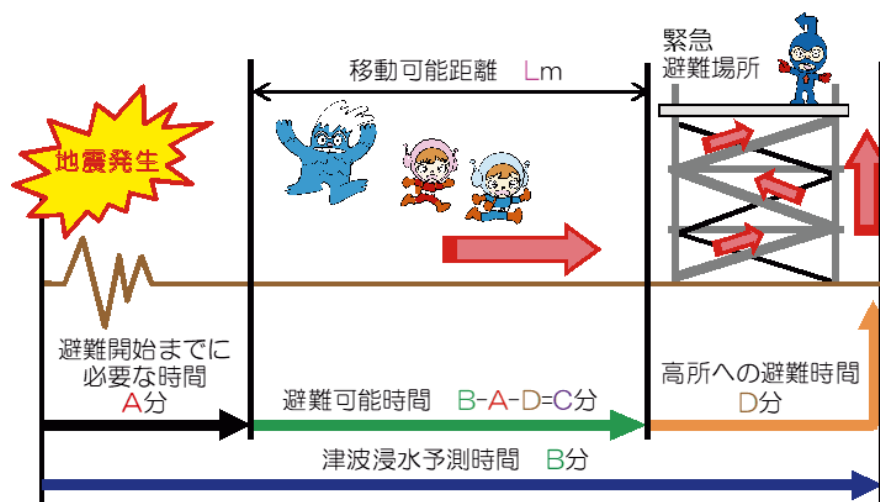 緊急
避難場所
移動可能距離 Lm
地震発生
避難開始までに
必要な時間
A分
避難可能時間 B-A-D=C分
高所への避難時間
D分
津波浸水予測時間 B分